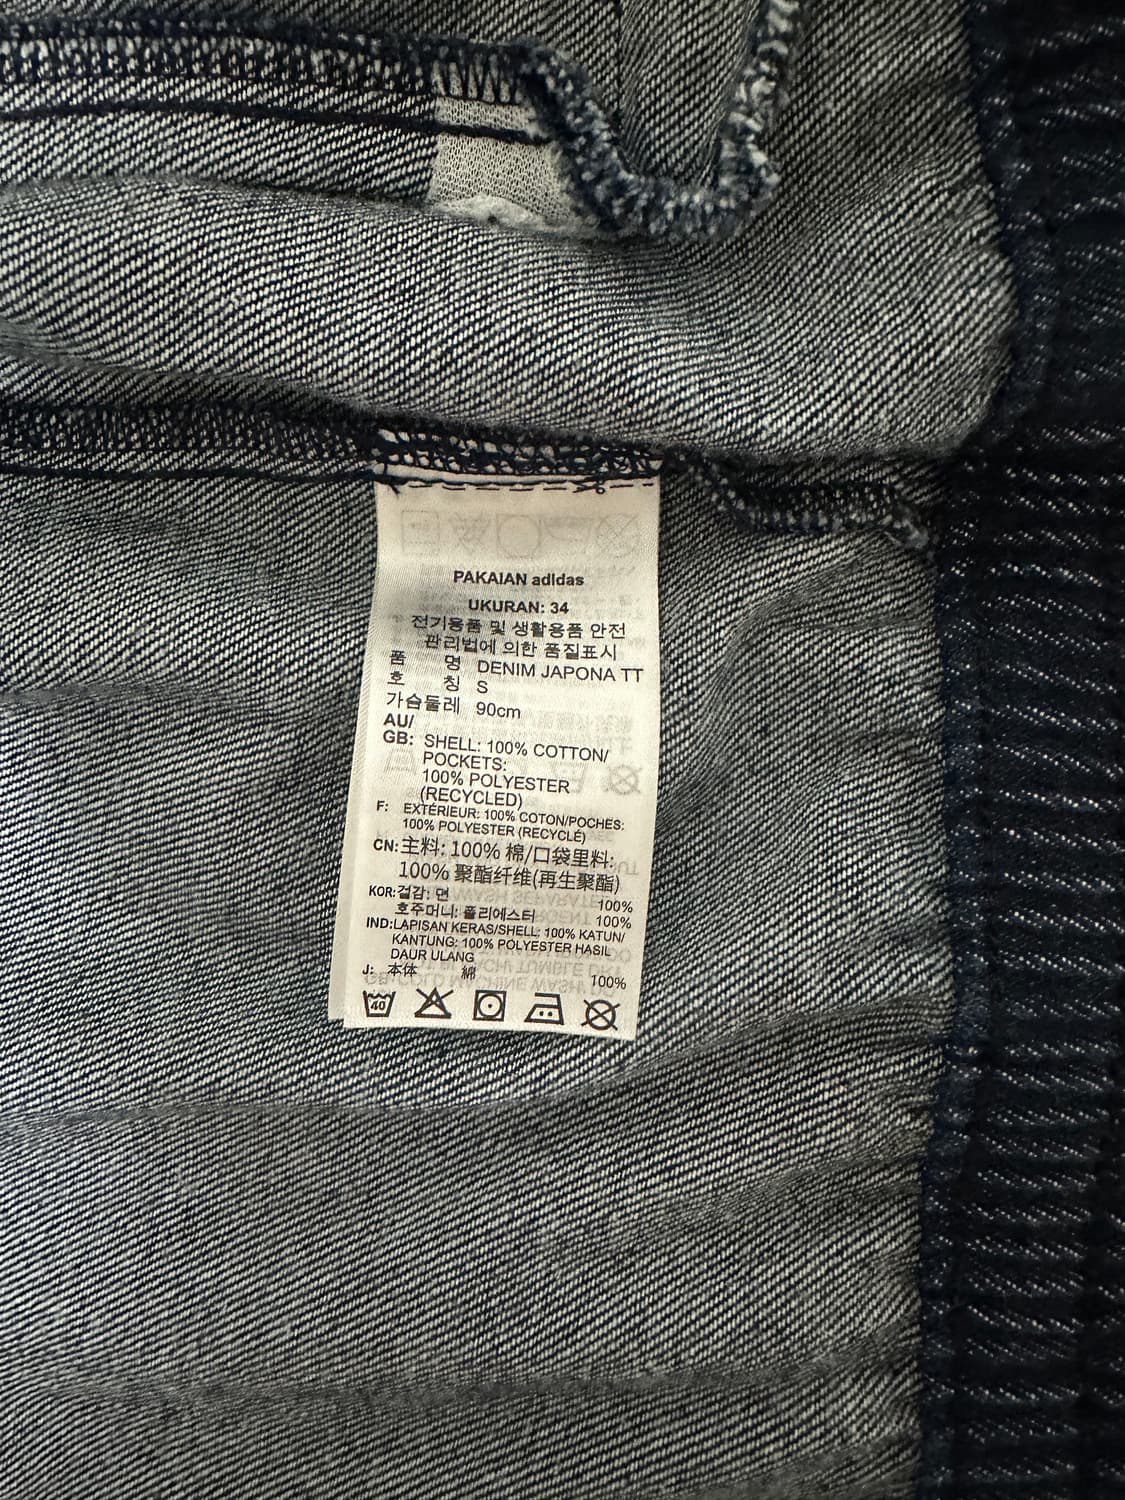 PAKAIAN adidas
UKURAN: 34
전기용품 및 생활용품 안전
관리법에 의한 품질표시
품 명 DENIM JAPONA TT
호 칭 S
가슴둘레 90cm
AU/
GB: SHELL: 100% COTTON/
POCKETS:
100% POLYESTER
(RECYCLED)
F: EXTÉRIEUR: 100% COTON/POCHES:
100% POLYESTER (RECYCLÉ)
CN: 主料: 100% 棉/口袋里料:
100% 聚酯纤维(再生聚酯)
KOR: 겉감: 면 100%
호주머니: 폴리에스터 100%
IND: LAPISAN KERAS/SHELL: 100% KATUN/
KANTUNG: 100% POLYESTER HASIL
DAUR ULANG
J: 本体 綿 100%
40